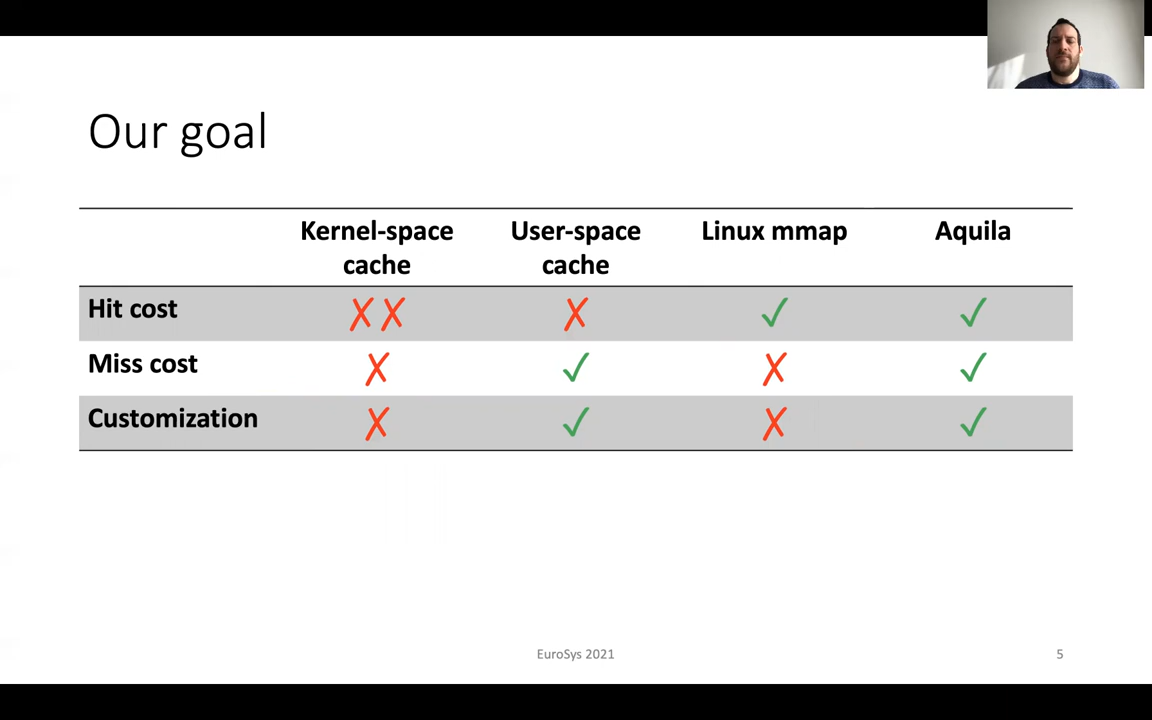 Our goal
Kernel-space cache User-space cache Linux mmap Aquila
Hit cost ✗✗ ✗ ✓ ✓
Miss cost ✗ ✓ ✗ ✓
Customization ✗ ✓ ✗ ✓
EuroSys 2021 5